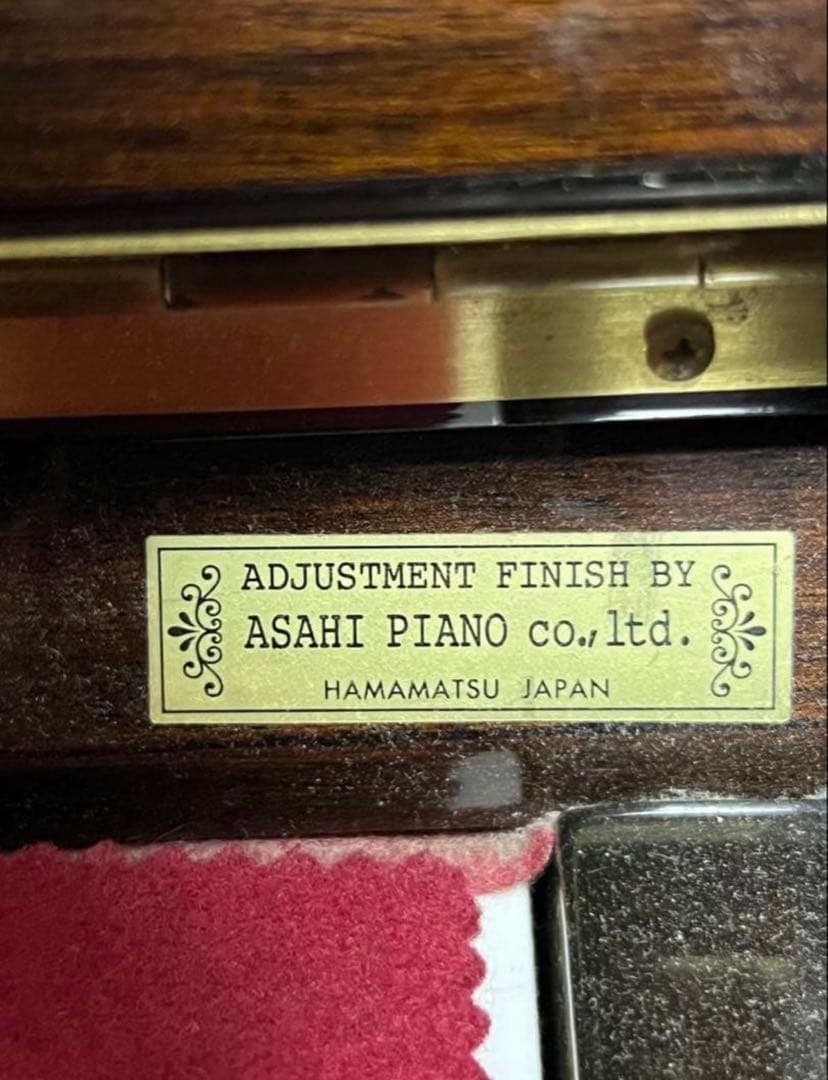 ADJUSTMENT FINISH BY
ASAHI PIANO co.,ltd.
HAMAMATSU JAPAN